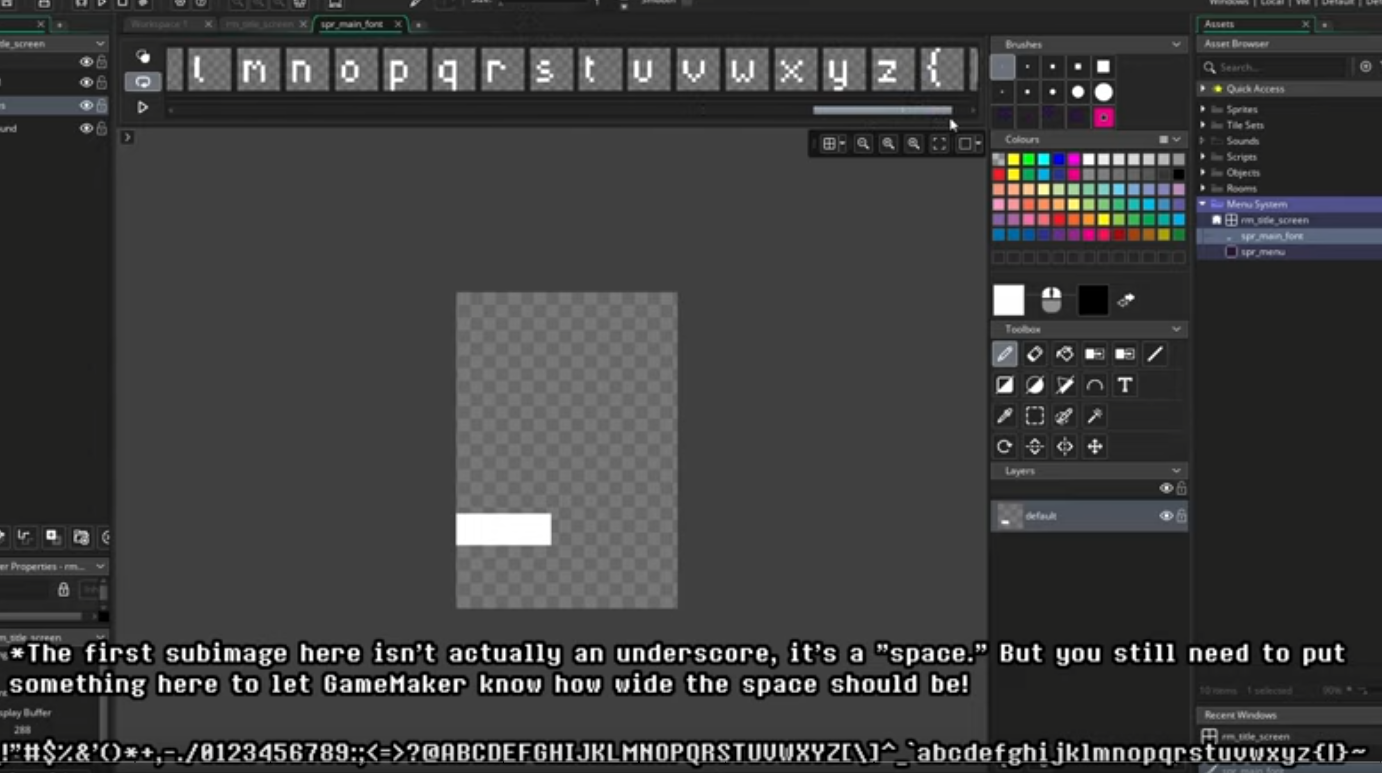 Windows | Local | VM | Default | Def
Workspace 1
rm_title_screen
spr_main_font
Assets
tle_screen
l m n o p q r s t u v w x y z {
Brushes
Asset Browser
Search...
Quick Access
Sprites
Tile Sets
Sounds
Scripts
Objects
Rooms
Menu System
rm_title_screen
spr_main_font
spr_menu
und
Colours
Toolbox
Layers
default
er Properties - rm...
m_title_screen
*The first subimage here isn't actually an underscore, it's a "space." But you still need to put
something here to let GameMaker know how wide the space should be!
10 items 1 selected
splay Buffer
288
Recent Windows
rm_title_screen
!"#$%&'()*+,-./0123456789:;<=>?@ABCDEFGHIJKLMNOPQRSTUVWXYZ[\]^_`abcdefghijklmnopqrstuvwxyz{|}~
spr_main_font